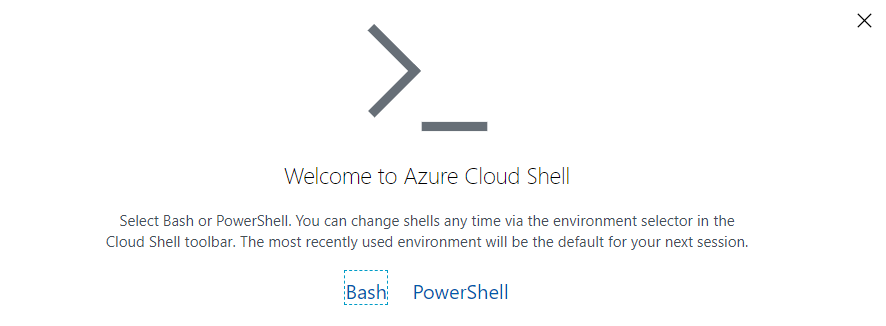 Welcome to Azure Cloud Shell
Select Bash or PowerShell. You can change shells any time via the environment selector in the
Cloud Shell toolbar. The most recently used environment will be the default for your next session.
Bash PowerShell